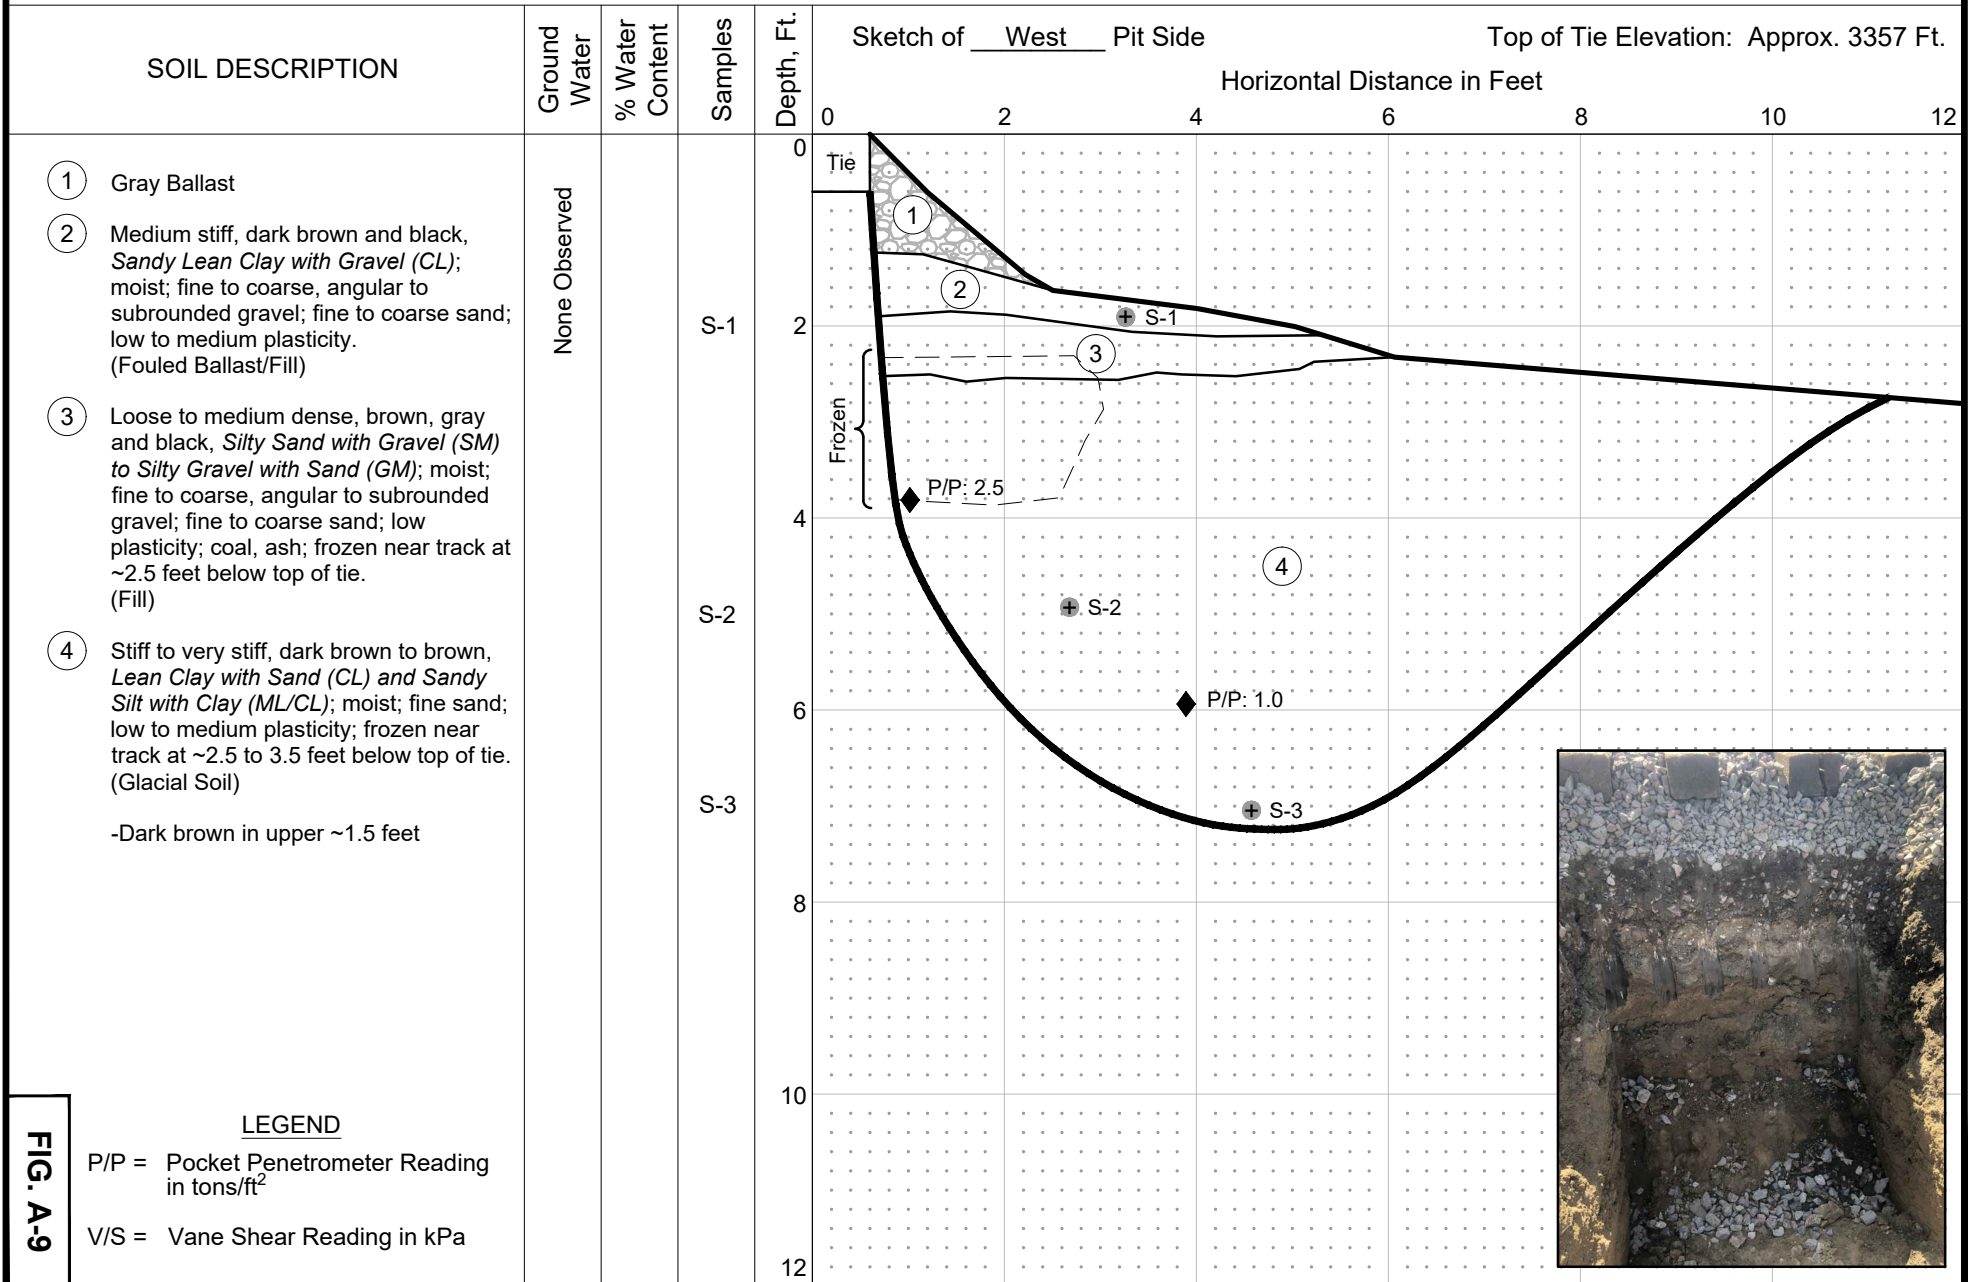 SOIL DESCRIPTION
Ground
Water
% Water
Content
Samples
Depth, Ft.
Sketch of West Pit Side
Top of Tie Elevation: Approx. 3357 Ft.
Horizontal Distance in Feet
0 2 4 6 8 10 12
1 Gray Ballast
2 Medium stiff, dark brown and black,
Sandy Lean Clay with Gravel (CL);
moist; fine to coarse, angular to
subrounded gravel; fine to coarse sand;
low to medium plasticity.
(Fouled Ballast/Fill)
3 Loose to medium dense, brown, gray
and black, Silty Sand with Gravel (SM)
to Silty Gravel with Sand (GM); moist;
fine to coarse, angular to subrounded
gravel; fine to coarse sand; low
plasticity; coal, ash; frozen near track at
~2.5 feet below top of tie.
(Fill)
4 Stiff to very stiff, dark brown to brown,
Lean Clay with Sand (CL) and Sandy
Silt with Clay (ML/CL); moist; fine sand;
low to medium plasticity; frozen near
track at ~2.5 to 3.5 feet below top of tie.
(Glacial Soil)
-Dark brown in upper ~1.5 feet
None Observed
S-1
S-2
S-3
0
2
4
6
8
10
12
Tie
1
2
S-1
3
Frozen
P/P: 2.5
4
S-2
P/P: 1.0
S-3
LEGEND
P/P = Pocket Penetrometer Reading
in tons/ft²
V/S = Vane Shear Reading in kPa
FIG. A-9